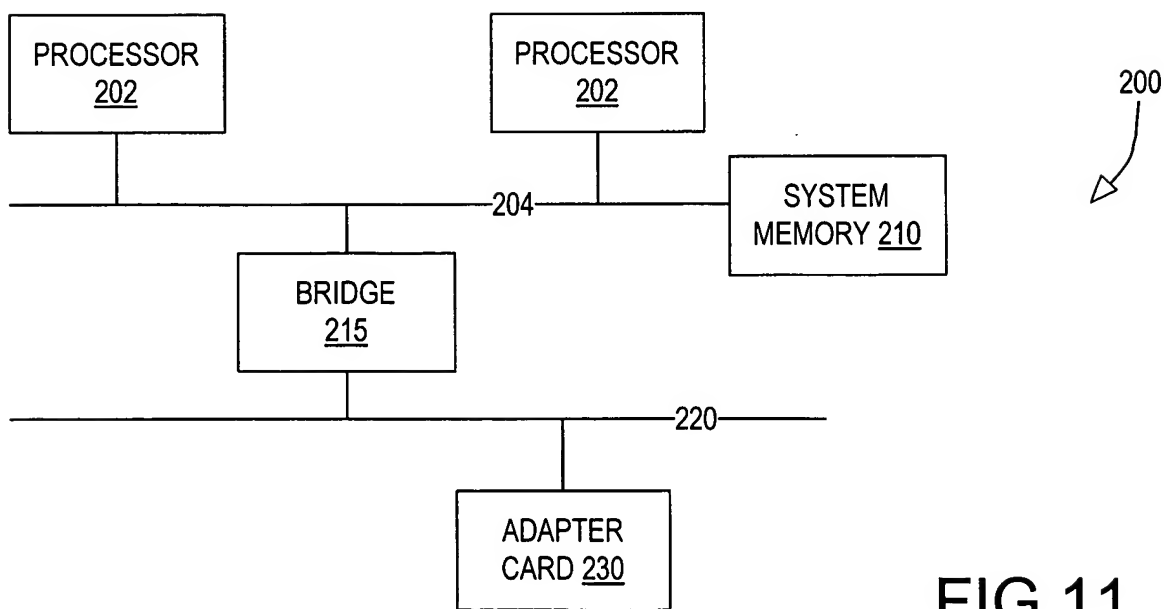 PROCESSOR
202
PROCESSOR
202
200
204
SYSTEM
MEMORY 210
BRIDGE
215
220
ADAPTER
CARD 230
FIG 11